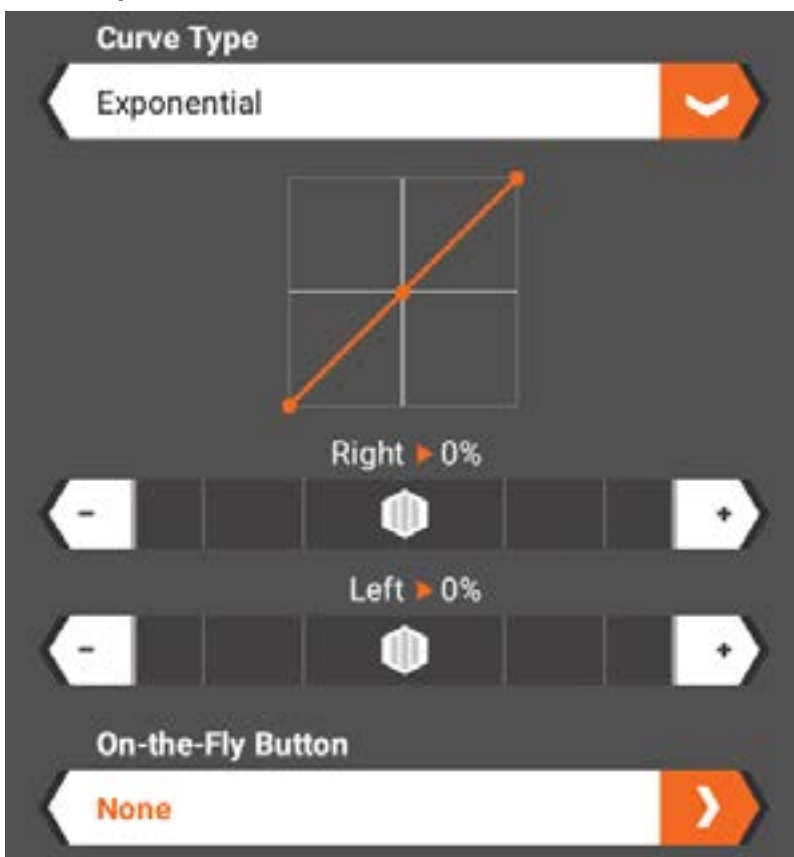 Curve Type
Exponential
Right ▶ 0%
-
+
Left ▶ 0%
-
+
On-the-Fly Button
None